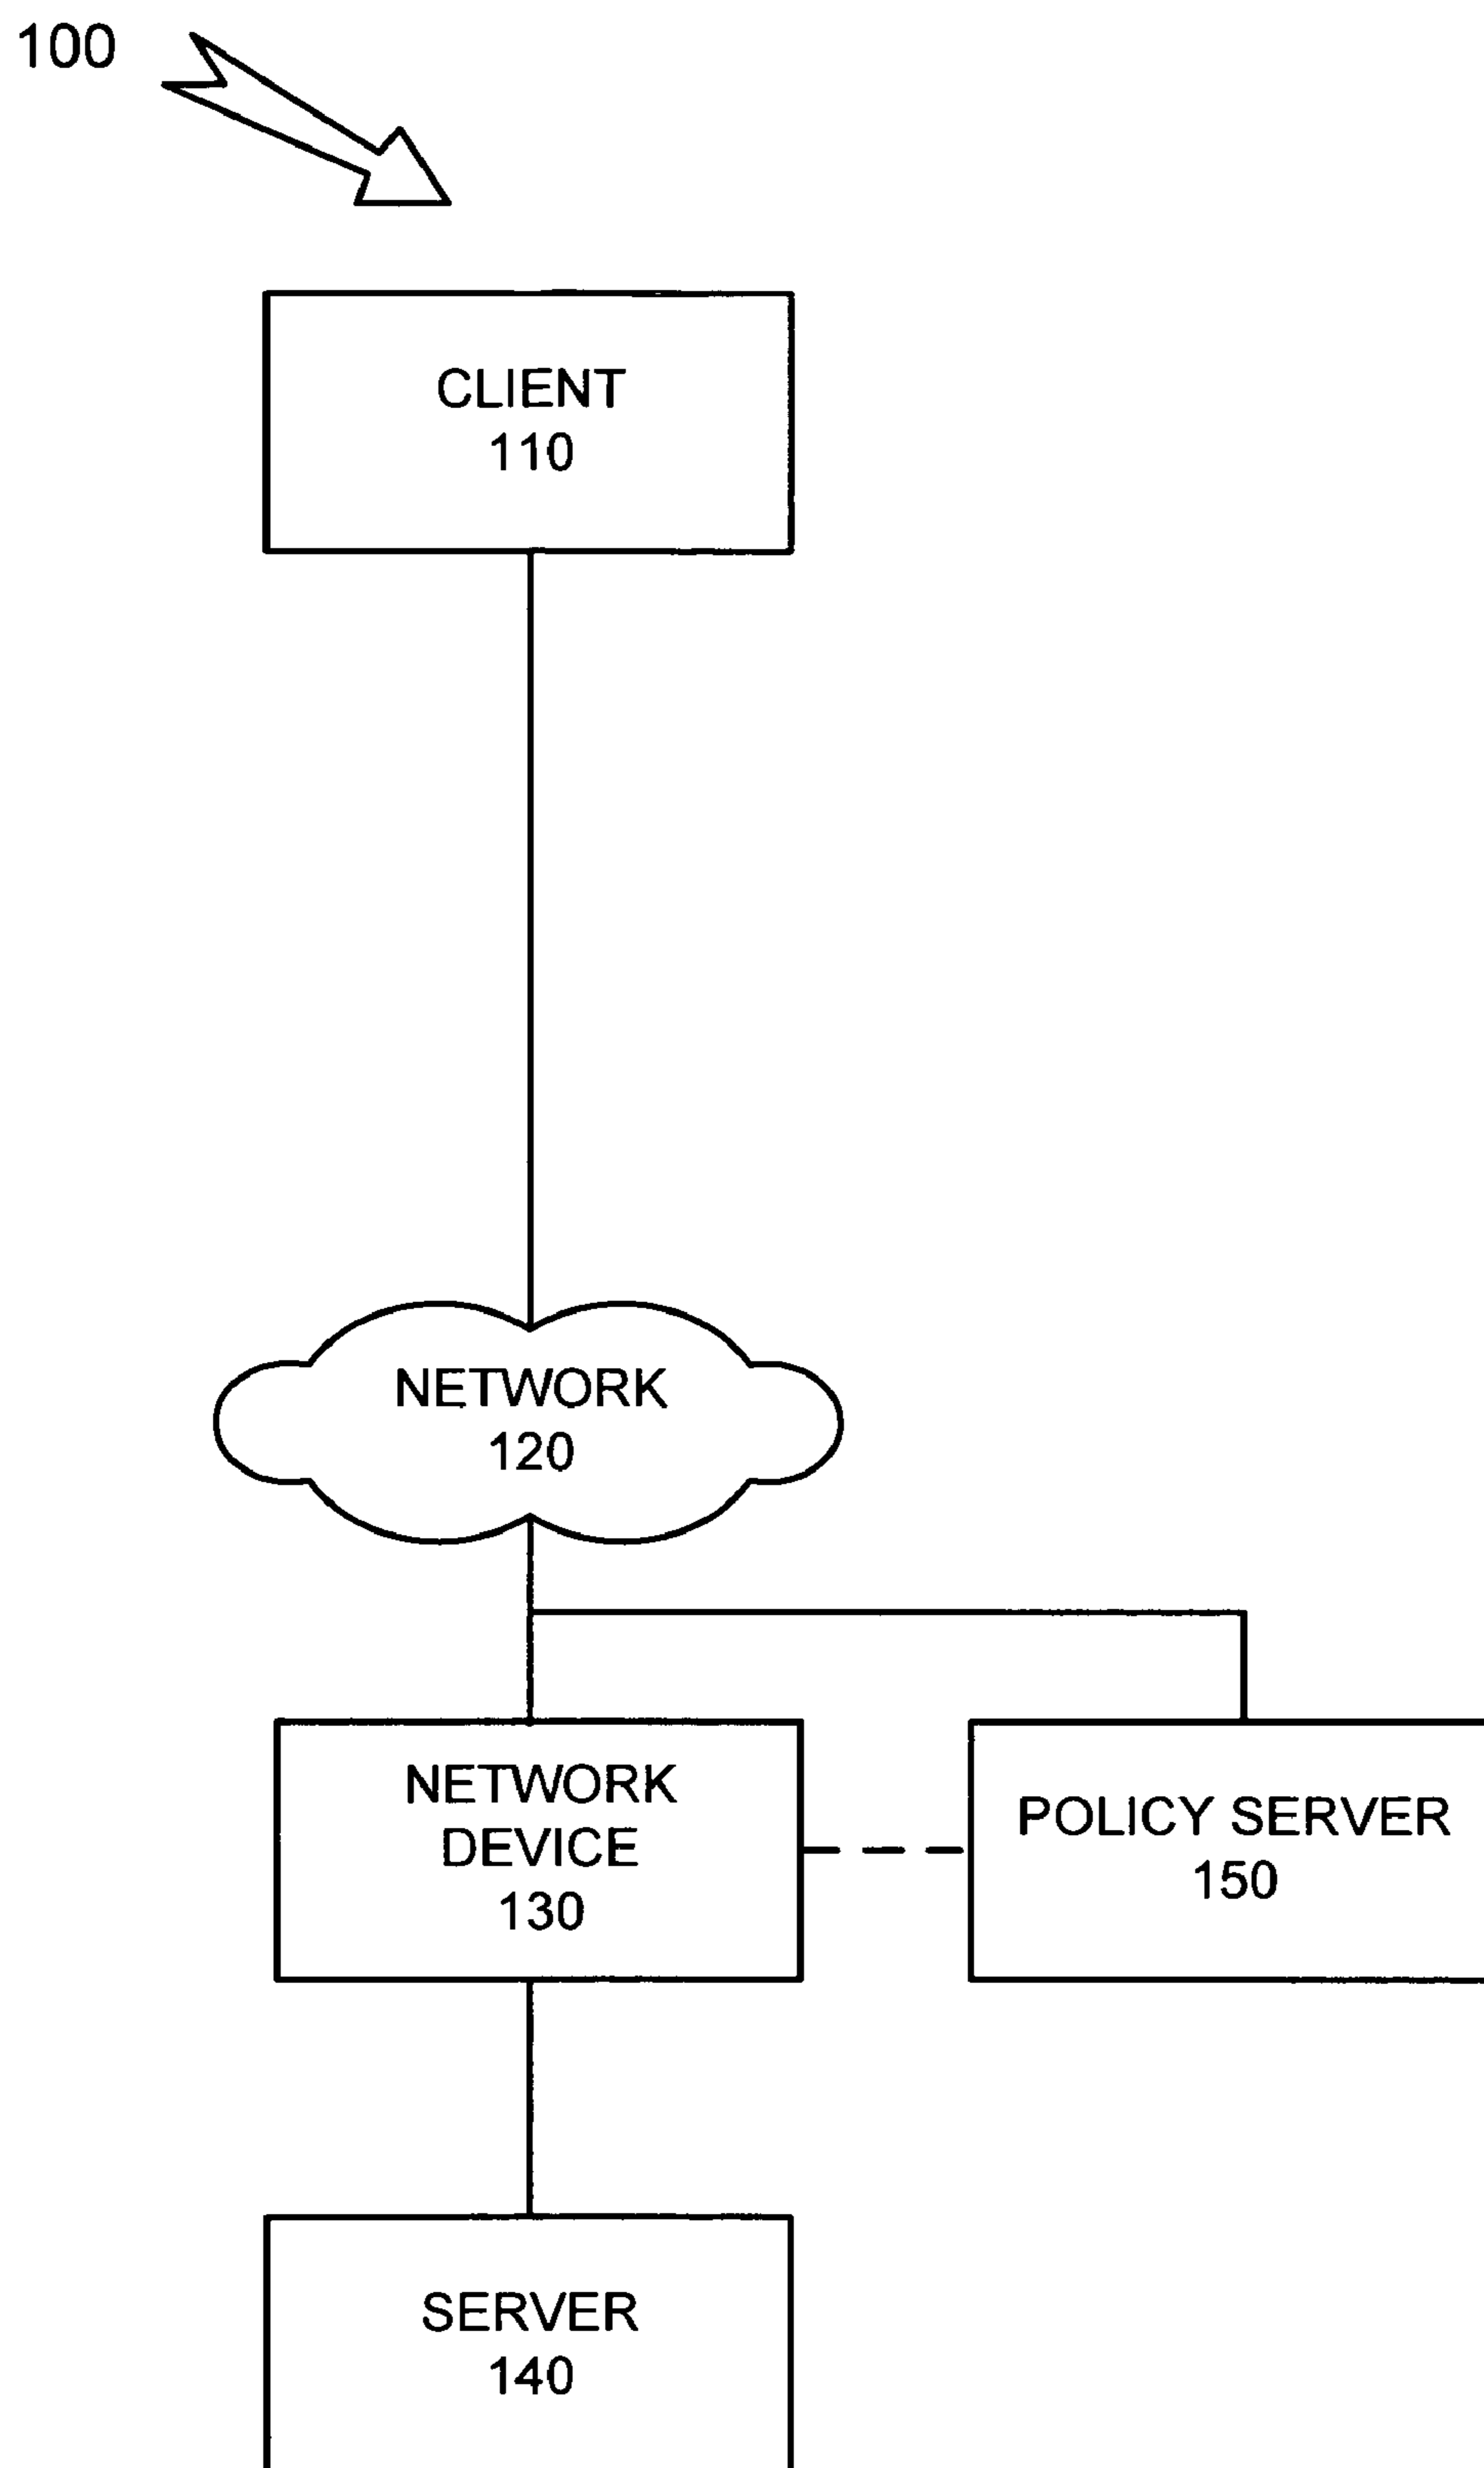 100
CLIENT
110
NETWORK
120
NETWORK
DEVICE
130
POLICY SERVER
150
SERVER
140